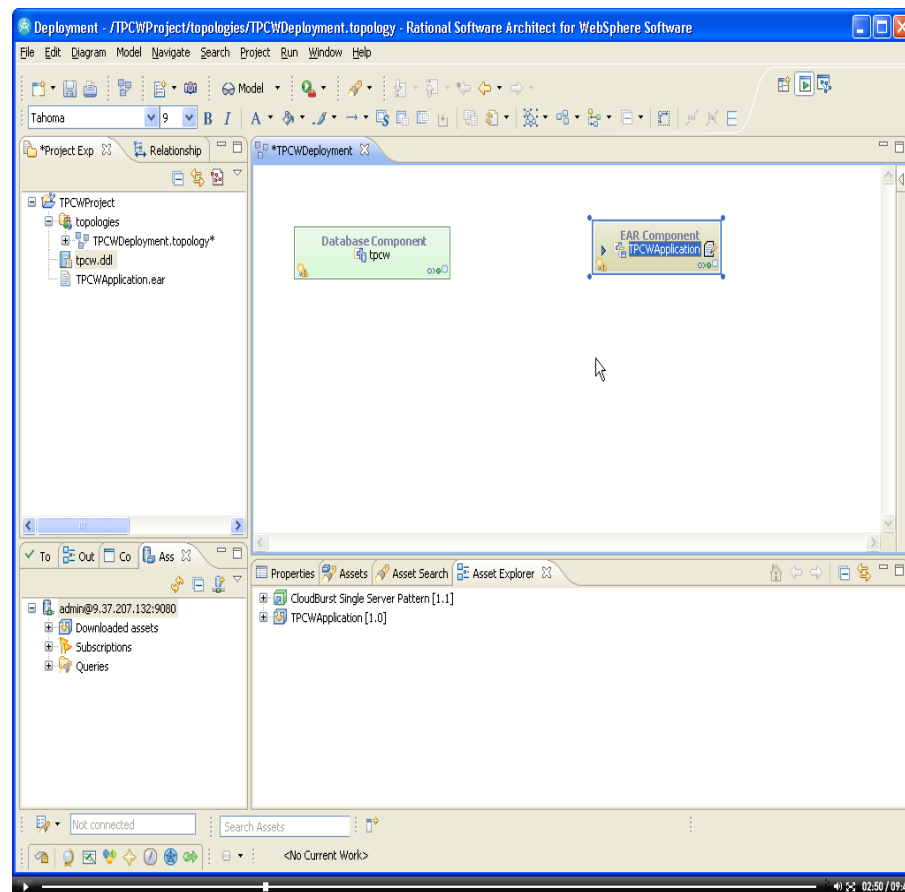 Deployment - /TPCWProject/topologies/TPCWDeployment.topology - Rational Software Architect for WebSphere Software
File Edit Diagram Model Navigate Search Project Run Window Help
Model
Tahoma 9 B I A
*Project Exp Relationship
*TPCWDeployment
TPCWProject
topologies
TPCWDeployment.topology*
tpcw.ddl
TPCWApplication.ear
Database Component
tpcw
EAR Component
TPCWApplication
To Out Co Ass
Properties Assets Asset Search Asset Explorer
admin@9.37.207.132:9080
Downloaded assets
Subscriptions
Queries
CloudBurst Single Server Pattern [1.1]
TPCWApplication [1.0]
Not connected
Search Assets
<No Current Work>
02:50